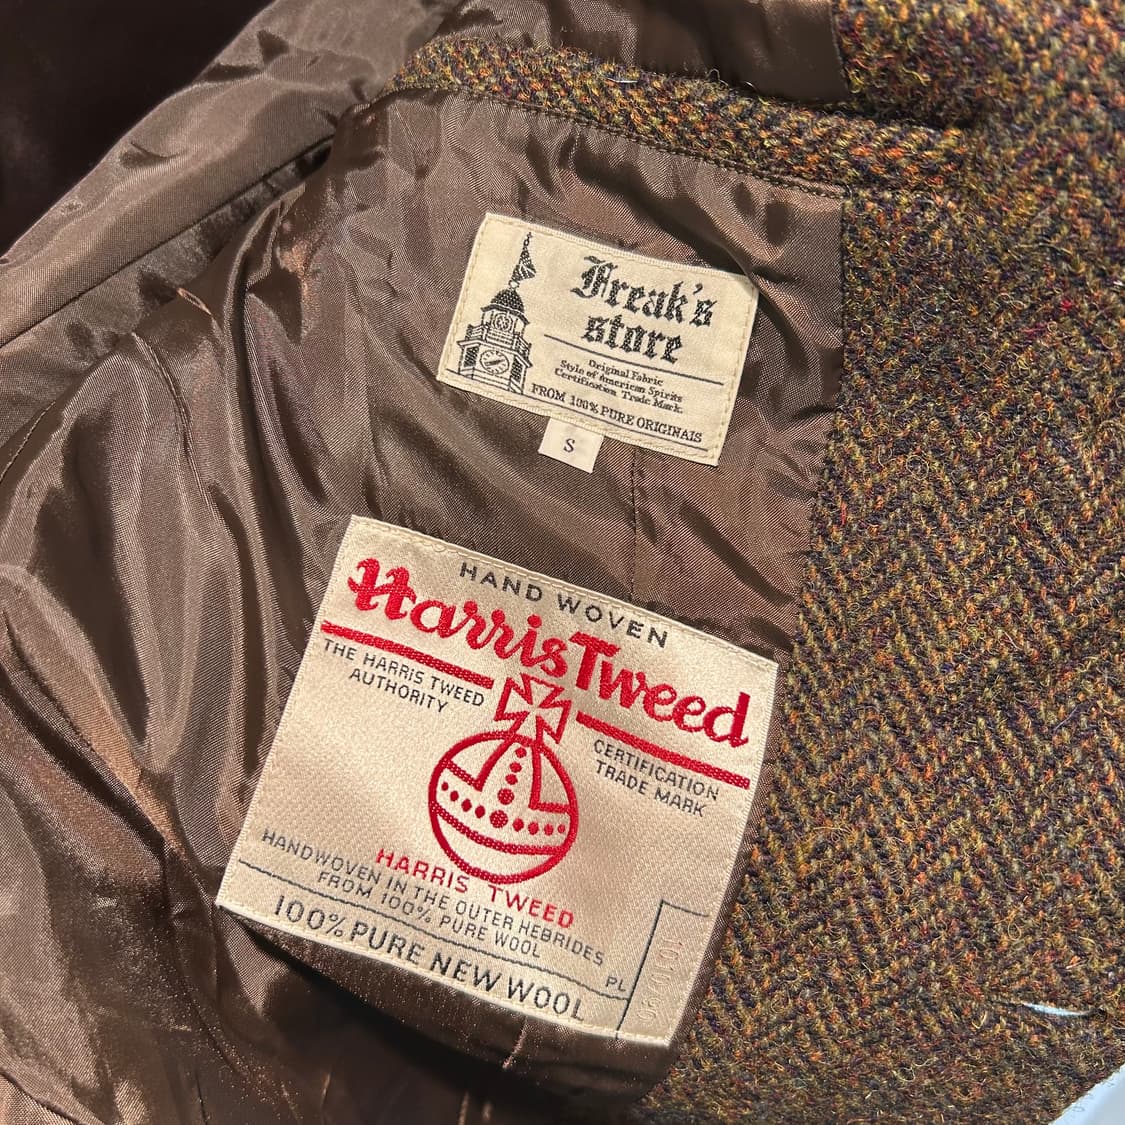 Freak's
store
Original Fabric
Style of American Spirits
Certification Trade Mark.
FROM 100% PURE ORIGINALS
S
HAND WOVEN
Harris Tweed
THE HARRIS TWEED
AUTHORITY
CERTIFICATION
TRADE MARK
HARRIS TWEED
HANDWOVEN IN THE OUTER HEBRIDES
FROM 100% PURE WOOL
PL
100% PURE NEW WOOL